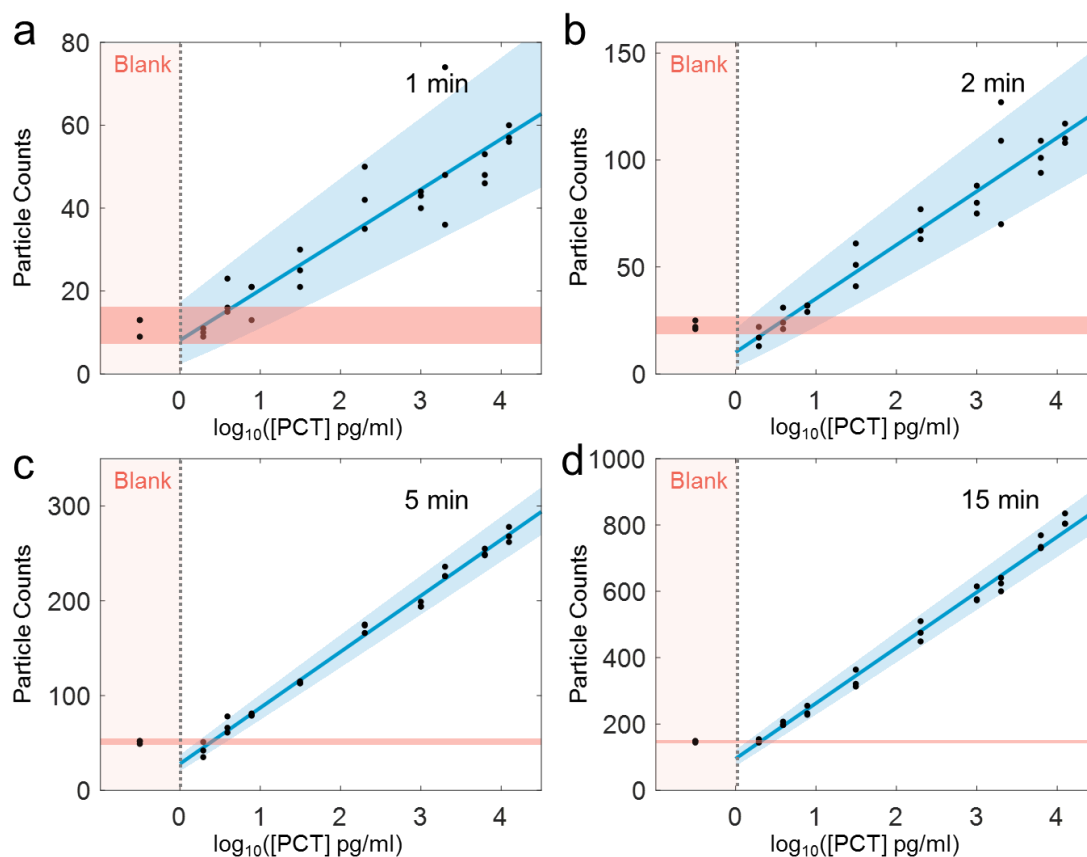 a
80
60
40
20
0
Blank
1 min
Particle Counts
0 1 2 3 4
log₁₀([PCT] pg/ml)
b
150
100
50
0
Blank
2 min
Particle Counts
0 1 2 3 4
log₁₀([PCT] pg/ml)
c
300
200
100
0
Blank
5 min
Particle Counts
0 1 2 3 4
log₁₀([PCT] pg/ml)
d
1000
800
600
400
200
0
Blank
15 min
Particle Counts
0 1 2 3 4
log₁₀([PCT] pg/ml)